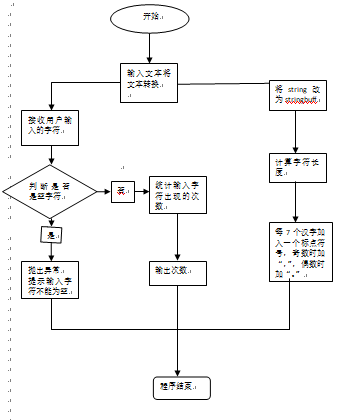 开始
输入文本将
文本转换
将 string 改
为 stringbuff
接收用户输
入的字符
计算字符长
度
判断是否
是空字符
统计输入字
符出现的次
数
是
每 7 个汉字加
入一个标点符
号，奇数时加
“，”，偶数时
加“。”
抛出异常
提示输入字
符不能为空
输出次数
程序结束